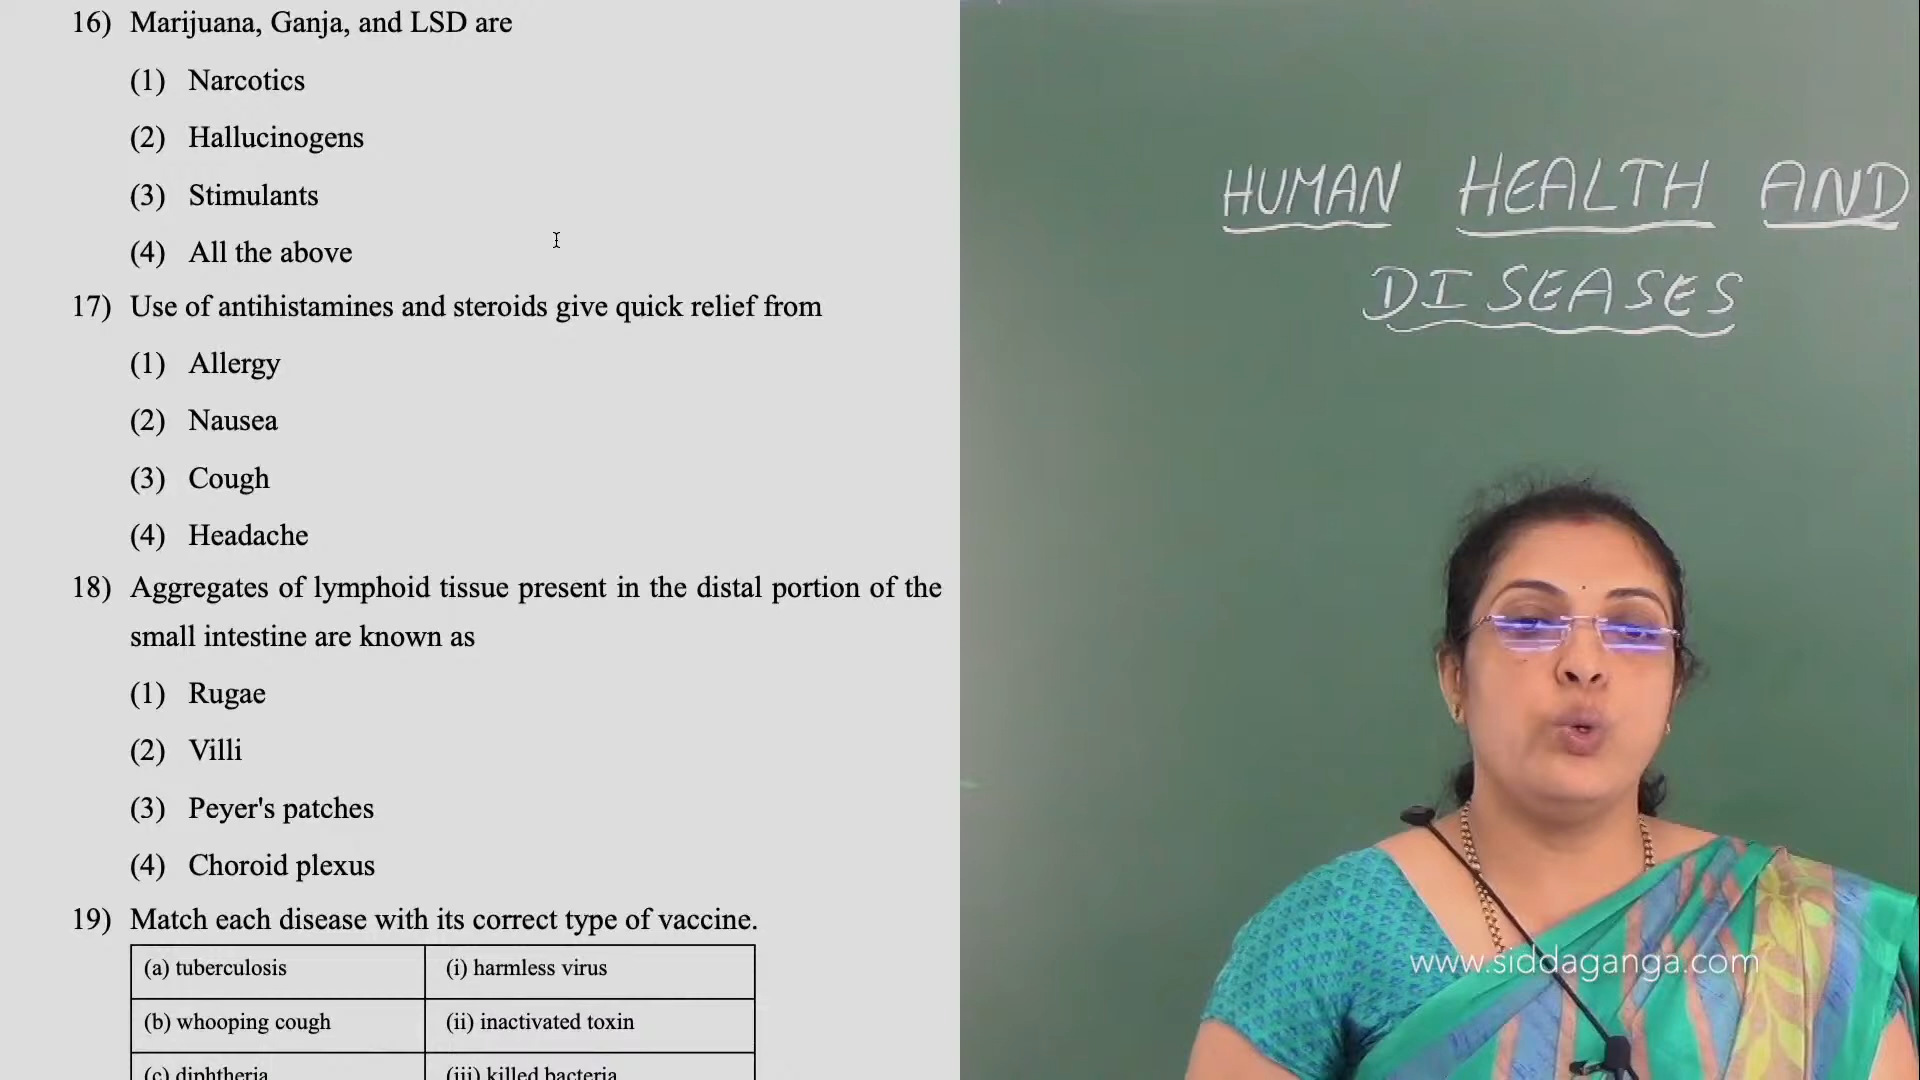 16) Marijuana, Ganja, and LSD are
(1) Narcotics
(2) Hallucinogens
(3) Stimulants
(4) All the above
17) Use of antihistamines and steroids give quick relief from
(1) Allergy
(2) Nausea
(3) Cough
(4) Headache
18) Aggregates of lymphoid tissue present in the distal portion of the
small intestine are known as
(1) Rugae
(2) Villi
(3) Peyer's patches
(4) Choroid plexus
19) Match each disease with its correct type of vaccine.
(a) tuberculosis (i) harmless virus
(b) whooping cough (ii) inactivated toxin
(c) diphtheria (iii) killed bacteria
HUMAN HEALTH AND
DISEASES
www.siddaganga.com